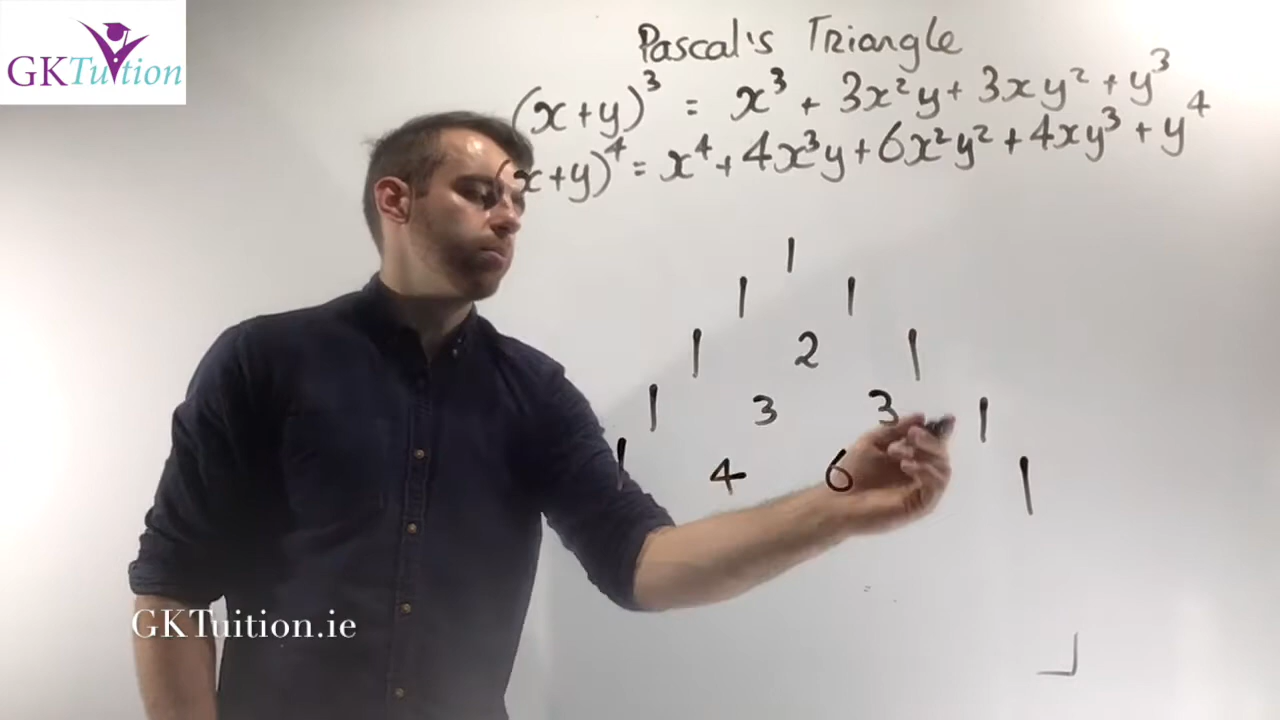 GKTuition
Pascal's Triangle
(x+y)³ = x³ + 3x²y + 3xy² + y³
(x+y)⁴ = x⁴ + 4x³y + 6x²y² + 4xy³ + y⁴
1
1 1
1 2 1
1 3 3 1
1 4 6 1
GKTuition.ie